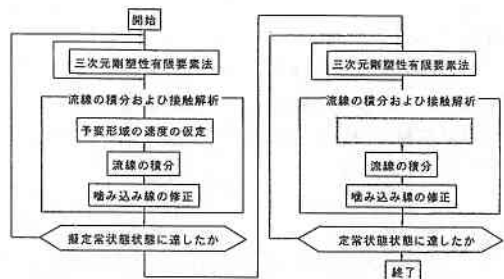 開始
三次元剛塑性有限要素法
流線の積分および接触解析
予変形域の速度の仮定
流線の積分
噛み込み線の修正
擬定常状態状態に達したか
三次元剛塑性有限要素法
流線の積分および接触解析
流線の積分
噛み込み線の修正
定常状態状態に達したか
終了